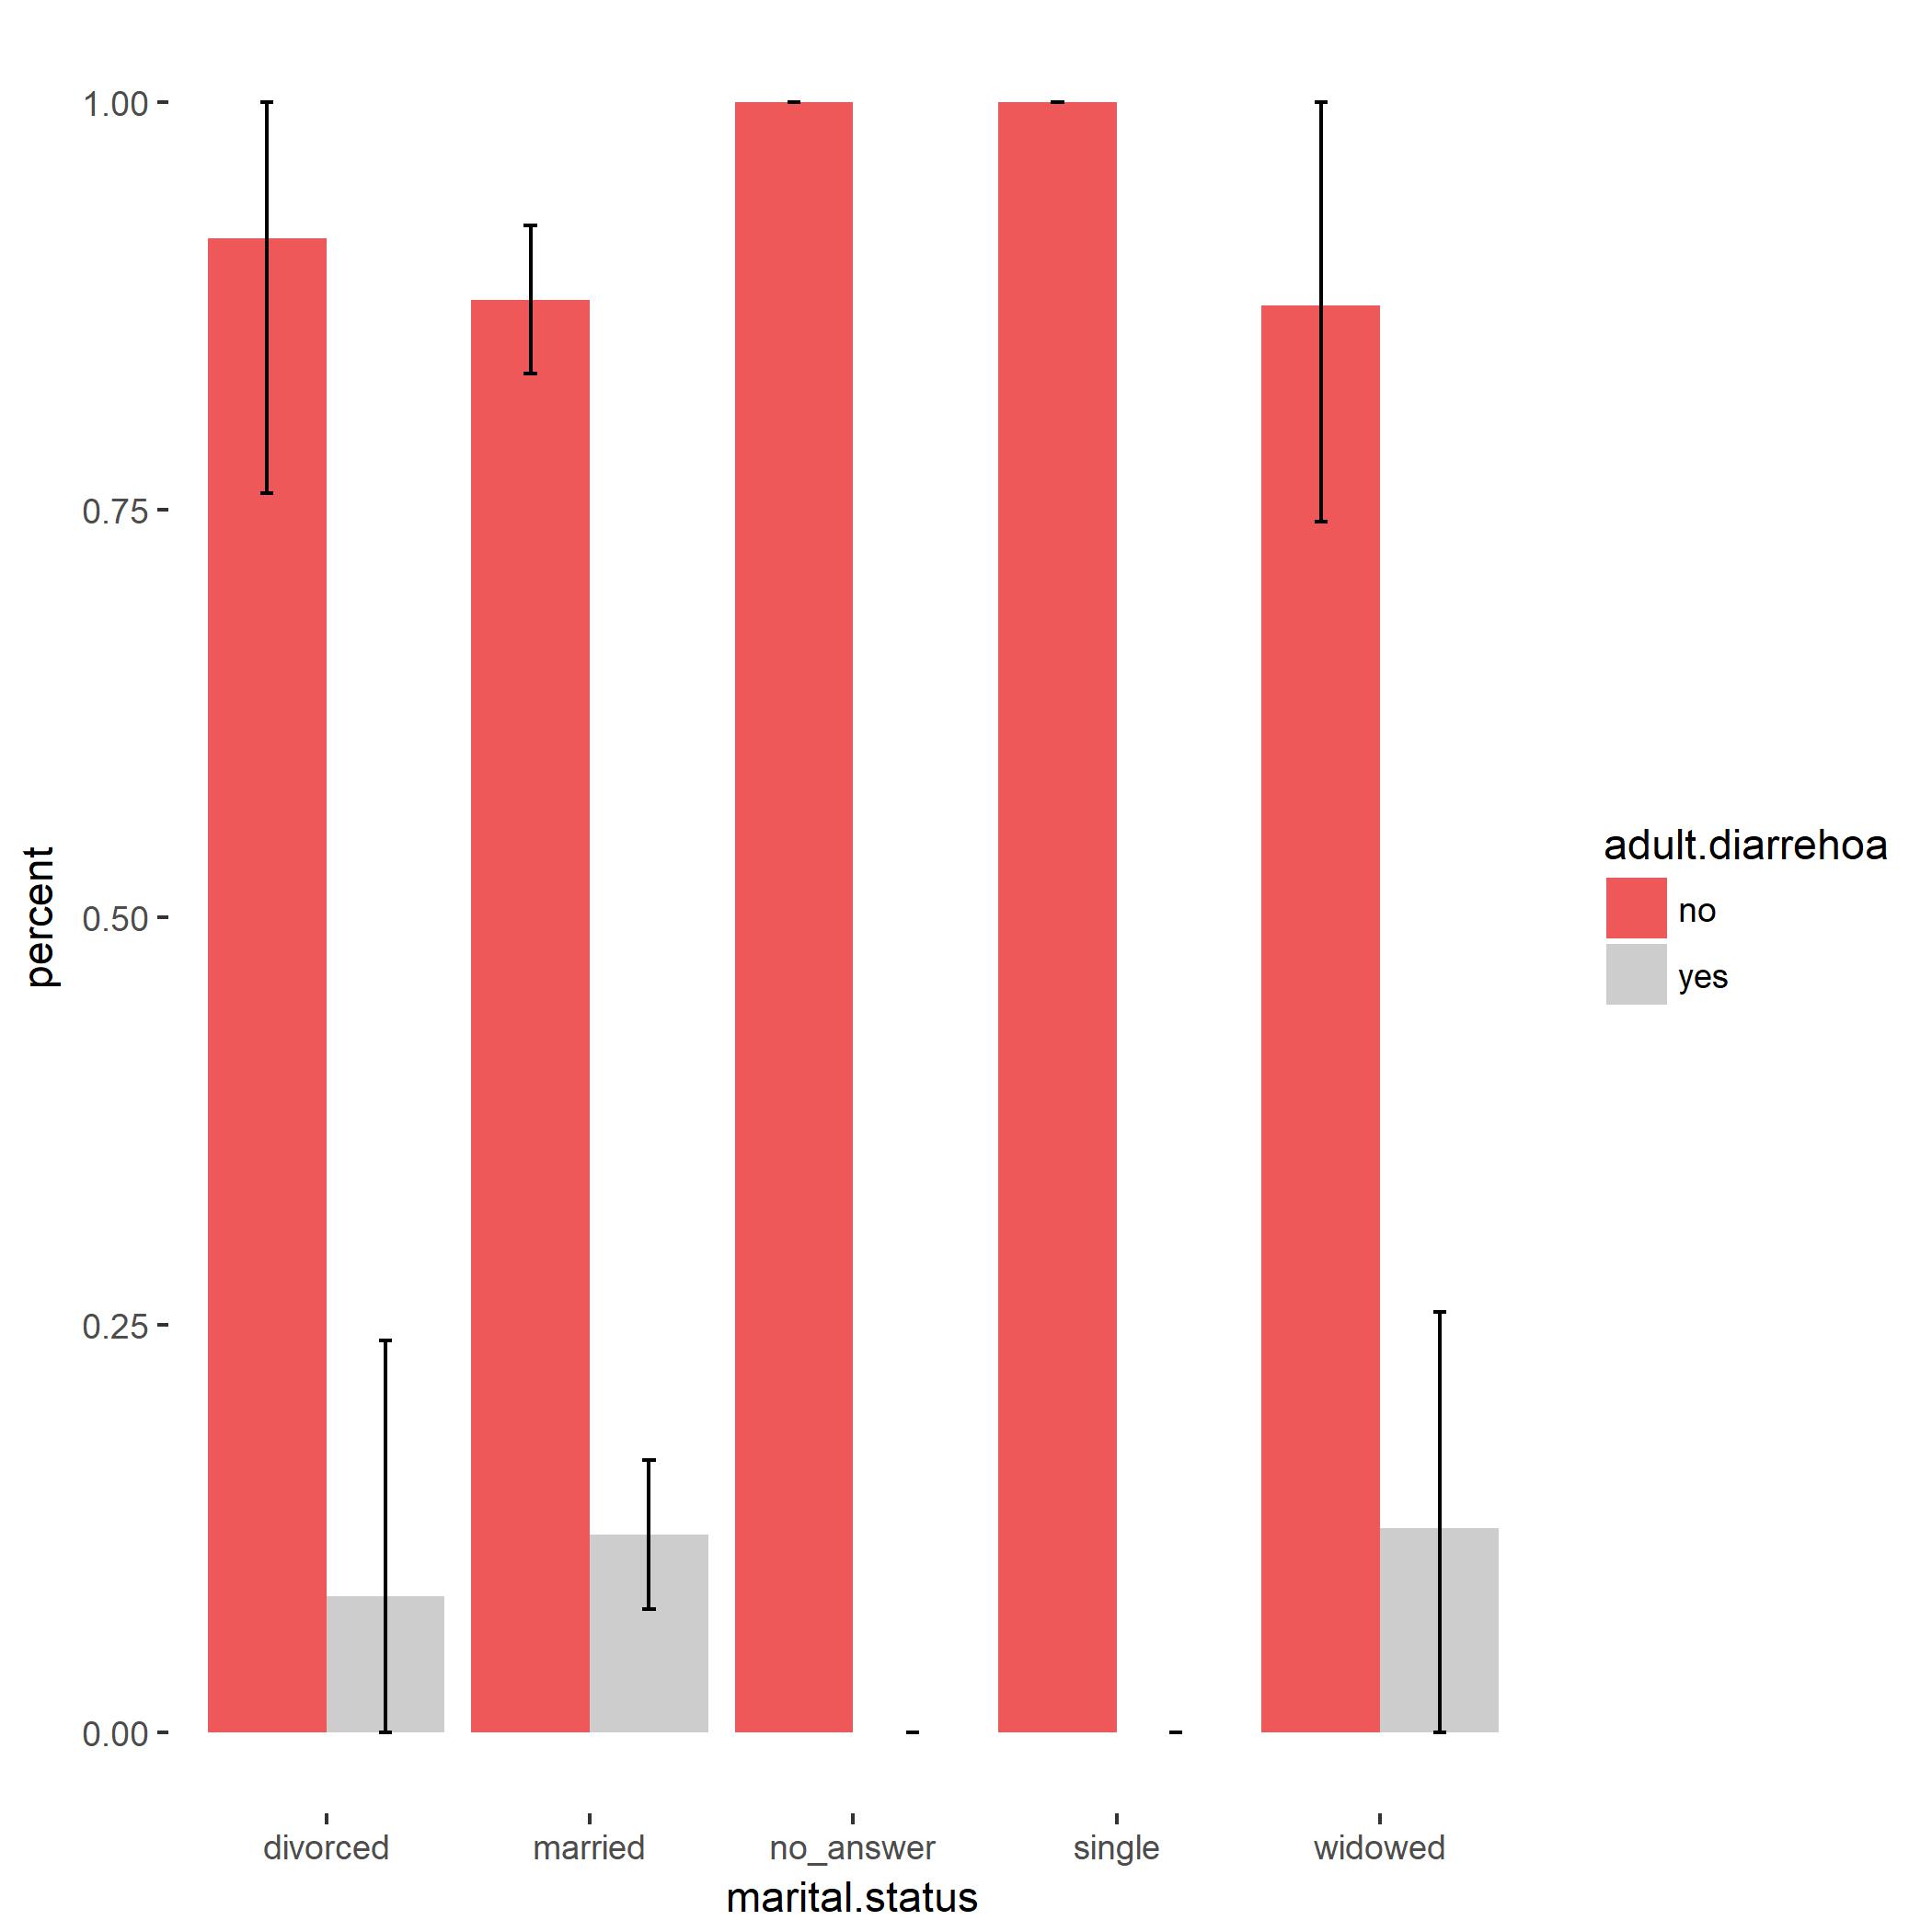 percent
1.00
0.75
0.50
0.25
0.00
divorced married no_answer single widowed
marital.status
adult.diarrehoa
no
yes